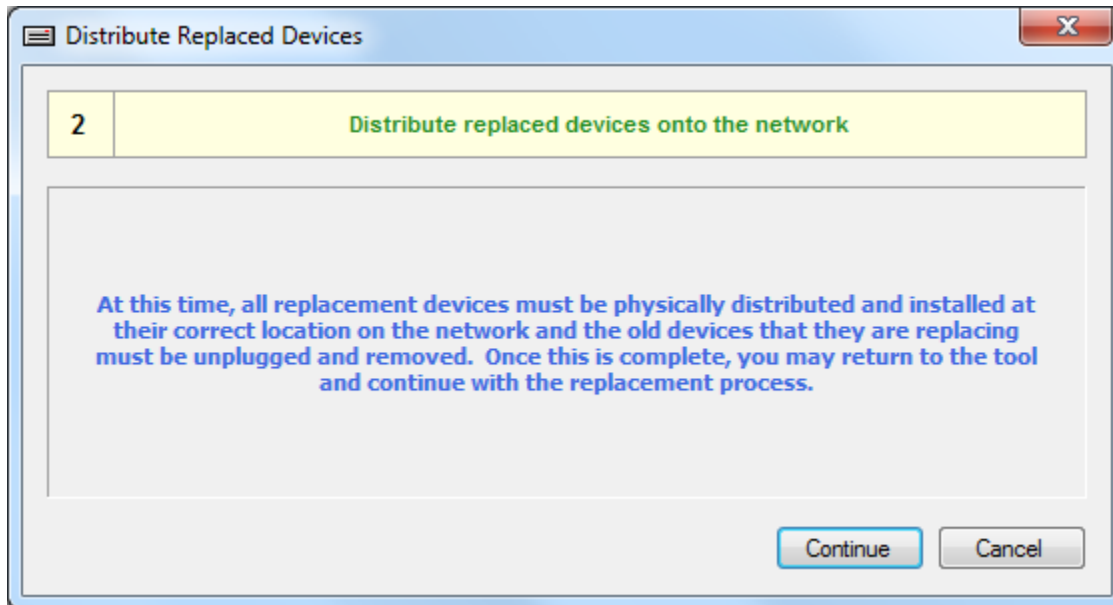 Distribute Replaced Devices
X
2
Distribute replaced devices onto the network
At this time, all replacement devices must be physically distributed and installed at
their correct location on the network and the old devices that they are replacing
must be unplugged and removed.  Once this is complete, you may return to the tool
and continue with the replacement process.
Continue
Cancel